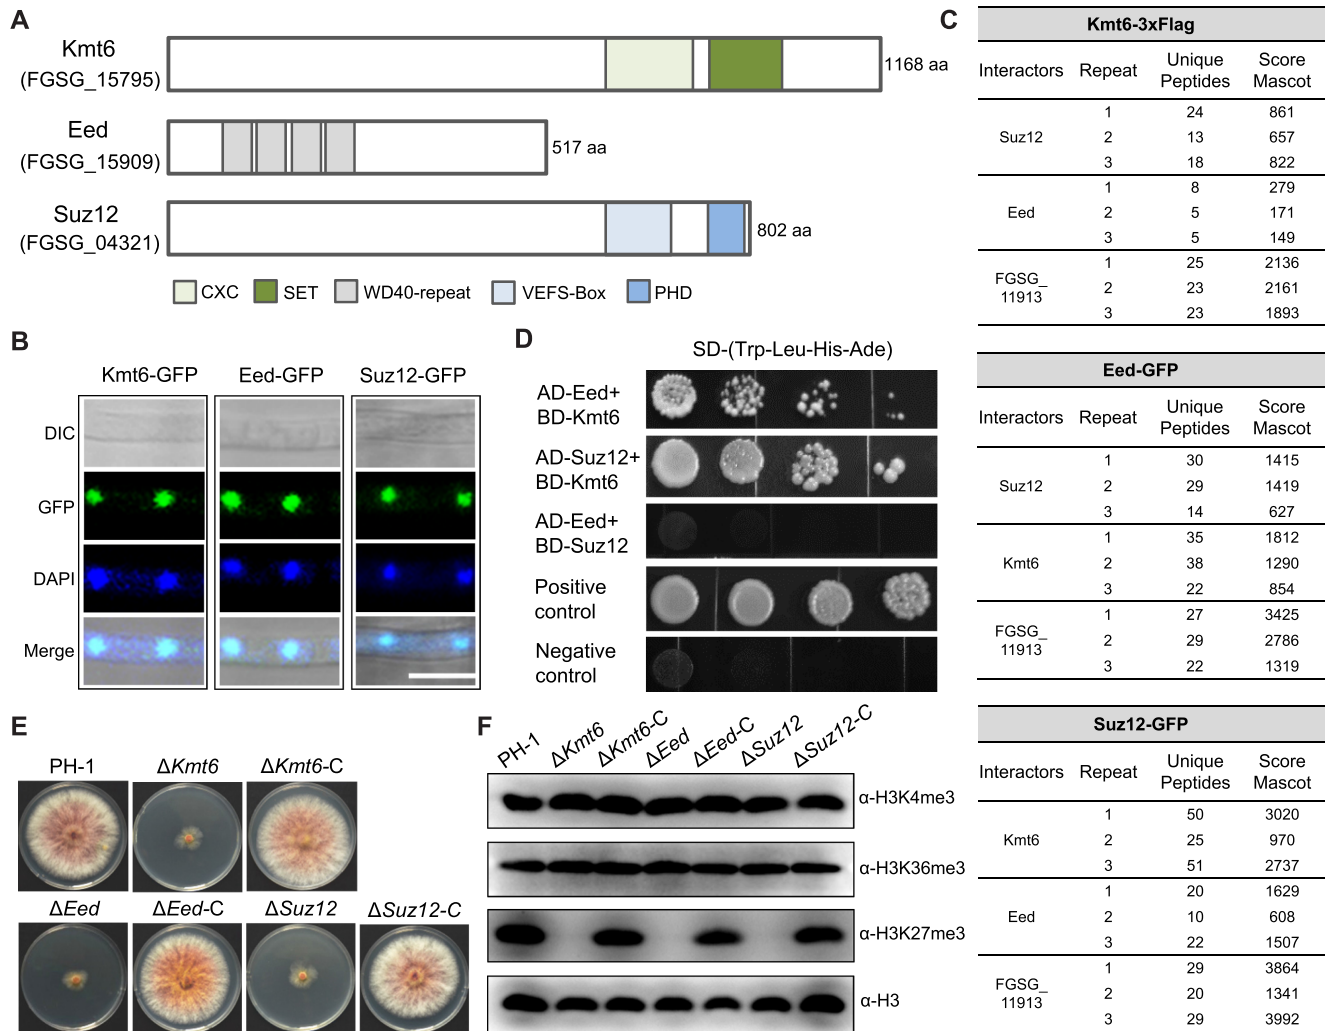 A
Kmt6
(FGSG_15795)
1168 aa
Eed
(FGSG_15909)
517 aa
Suz12
(FGSG_04321)
802 aa
CXC SET WD40-repeat VEFS-Box PHD
B
Kmt6-GFP Eed-GFP Suz12-GFP
DIC
GFP
DAPI
Merge
C
Kmt6-3xFlag
Interactors Repeat Unique Peptides Score Mascot
Suz12
1 24 861
2 13 657
3 18 822
Eed
1 8 279
2 5 171
3 5 149
FGSG_
11913
1 25 2136
2 23 2161
3 23 1893
Eed-GFP
Interactors Repeat Unique Peptides Score Mascot
Suz12
1 30 1415
2 29 1419
3 14 627
Kmt6
1 35 1812
2 38 1290
3 22 854
FGSG_
11913
1 27 3425
2 29 2786
3 22 1319
Suz12-GFP
Interactors Repeat Unique Peptides Score Mascot
Kmt6
1 50 3020
2 25 970
3 51 2737
Eed
1 20 1629
2 10 608
3 22 1507
FGSG_
11913
1 29 3864
2 20 1341
3 29 3992
D
SD-(Trp-Leu-His-Ade)
AD-Eed+
BD-Kmt6
AD-Suz12+
BD-Kmt6
AD-Eed+
BD-Suz12
Positive
control
Negative
control
E
PH-1 ΔKmt6 ΔKmt6-C
ΔEed ΔEed-C ΔSuz12 ΔSuz12-C
F
PH-1 ΔKmt6 ΔKmt6-C ΔEed ΔEed-C ΔSuz12 ΔSuz12-C
α-H3K4me3
α-H3K36me3
α-H3K27me3
α-H3